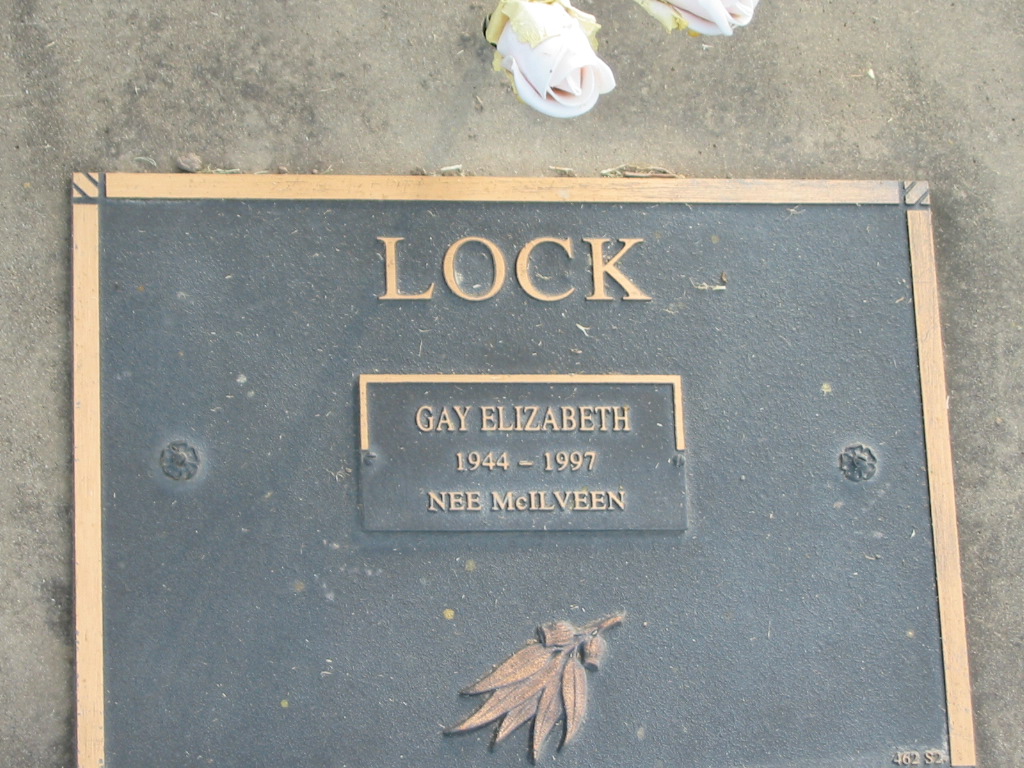 LOCK
GAY ELIZABETH
1944 – 1997
NEE McILVEEN
462 S2